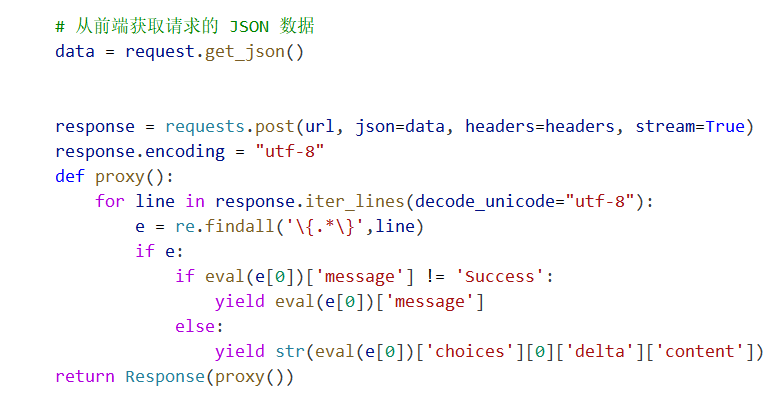 # 从前端获取请求的 JSON 数据
data = request.get_json()
response = requests.post(url, json=data, headers=headers, stream=True)
response.encoding = "utf-8"
def proxy():
    for line in response.iter_lines(decode_unicode="utf-8"):
        e = re.findall('\{.*\}',line)
        if e:
            if eval(e[0])['message'] != 'Success':
                yield eval(e[0])['message']
            else:
                yield str(eval(e[0])['choices'][0]['delta']['content'])
return Response(proxy())